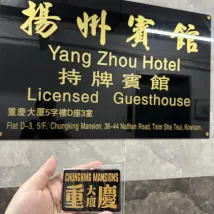 揚州賓館
Yang Zhou Hotel
持牌賓館
Licensed Guesthouse
重慶大厦5字樓D座3室
Flat D-3, 5/F, Chungking Mansion, 36-44 Nathan Road, Tsim Sha Tsui, Kowloon.
CHUNGKING MANSIONS
重大廈慶